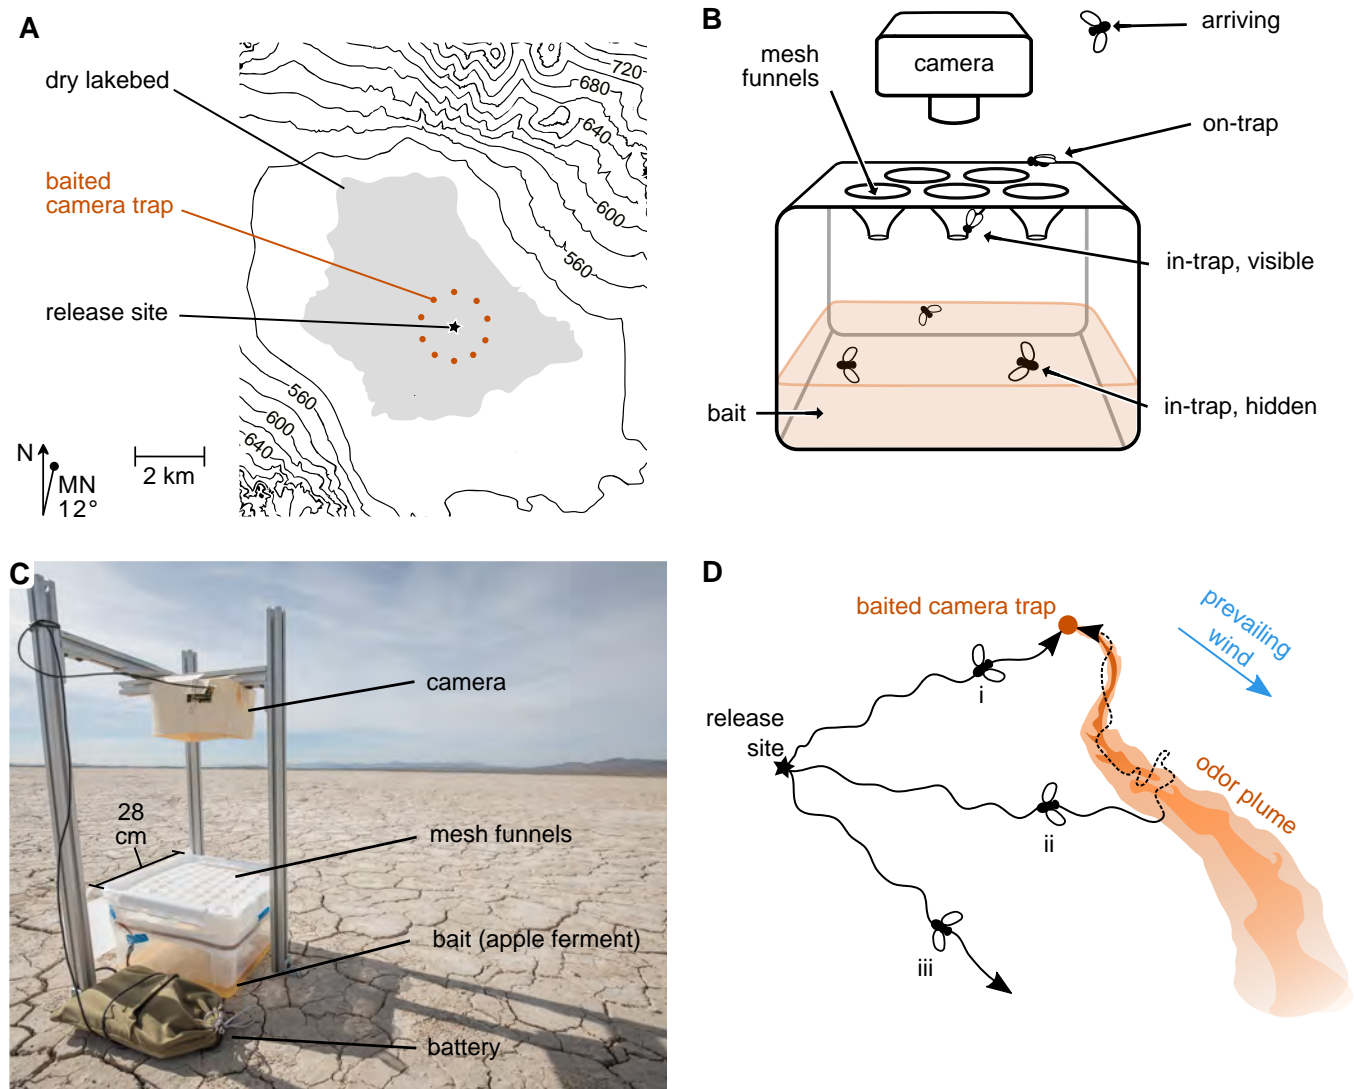 A
dry lakebed
baited
camera trap
release site
720
680
640
600
560
560
600
640
N
MN
12°
2 km
B
mesh
funnels
camera
arriving
on-trap
in-trap, visible
in-trap, hidden
bait
C
camera
28
cm
mesh funnels
bait (apple ferment)
battery
D
baited camera trap
prevailing
wind
release
site
odor plume
i
ii
iii